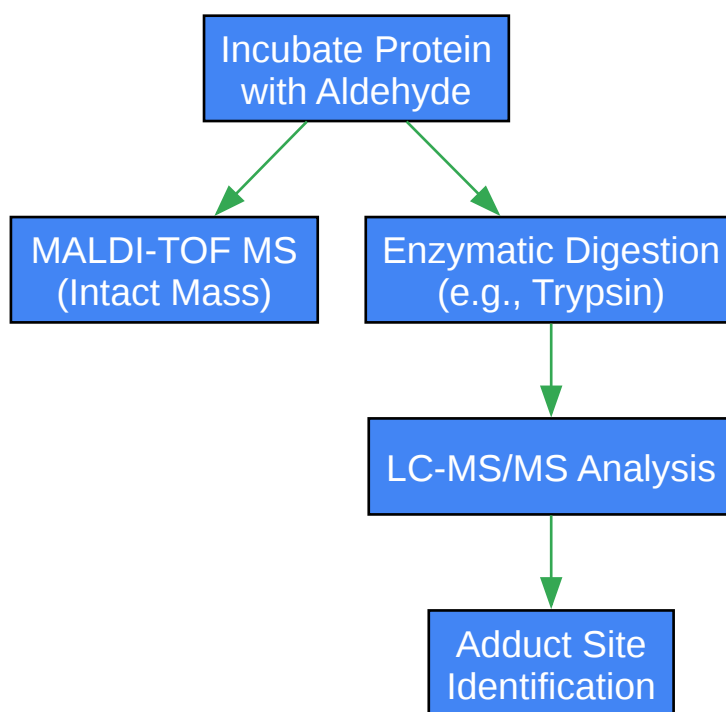 Incubate Protein
with Aldehyde
MALDI-TOF MS
(Intact Mass)
Enzymatic Digestion
(e.g., Trypsin)
LC-MS/MS Analysis
Adduct Site
Identification